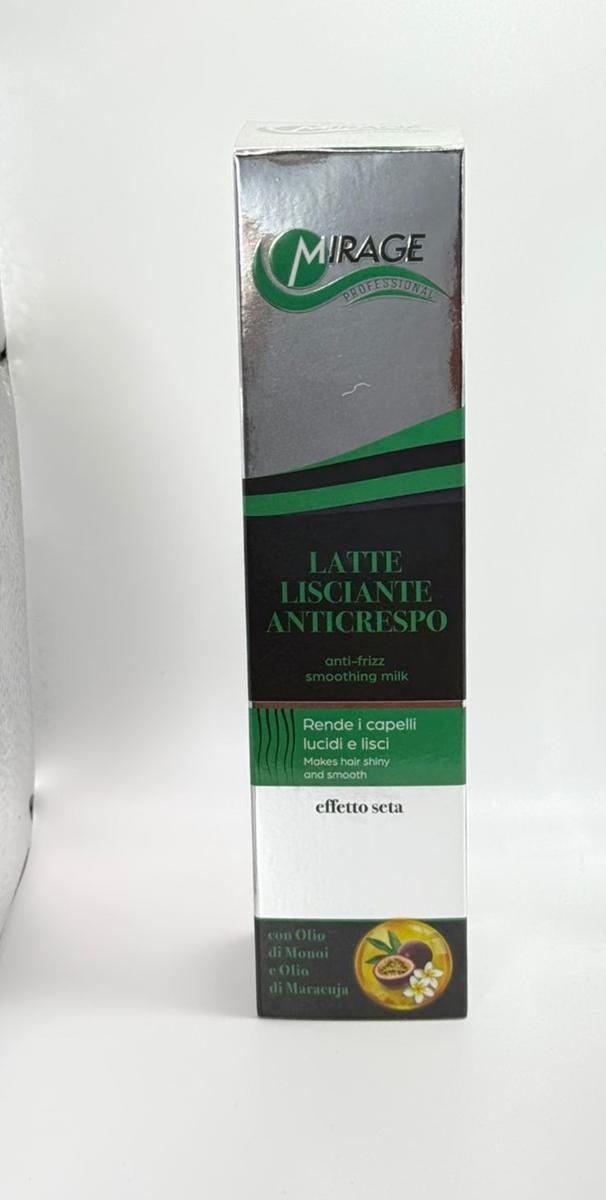 MIRAGE
MIRAGE
PROFESSIONAL
LATTE
LISCIANTE
ANTICRESPO
anti-frizz
smoothing milk
Rende i capelli
lucidi e lisci
Makes hair shiny
and smooth
effetto seta
con Olio
di Monoi
e Olio
di Maracuja